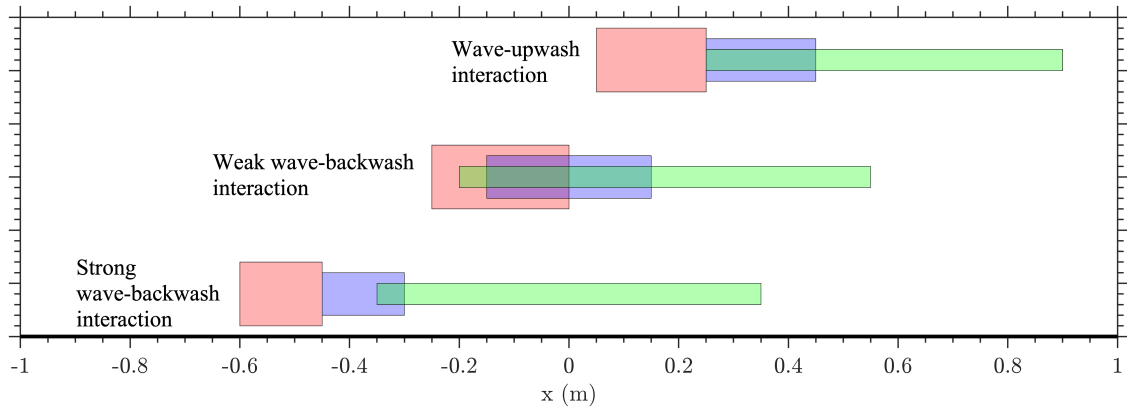 Wave-upwash
interaction
Weak wave-backwash
interaction
Strong
wave-backwash
interaction
-1 -0.8 -0.6 -0.4 -0.2 0 0.2 0.4 0.6 0.8 1
x (m)